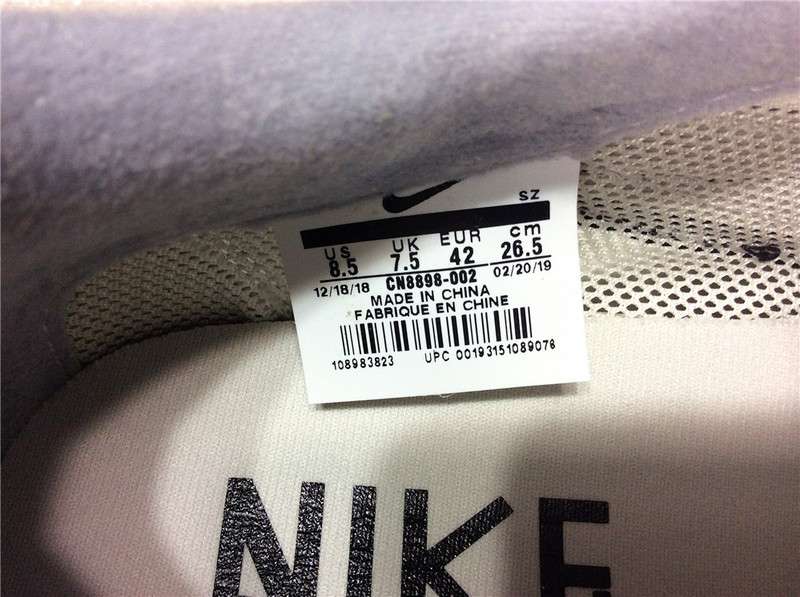 SZ
US UK EUR cm
8.5 7.5 42 26.5
12/18/18 CN8898-002 02/20/19
MADE IN CHINA
FABRIQUE EN CHINE
108983823 UPC 00193151089076
NIKE